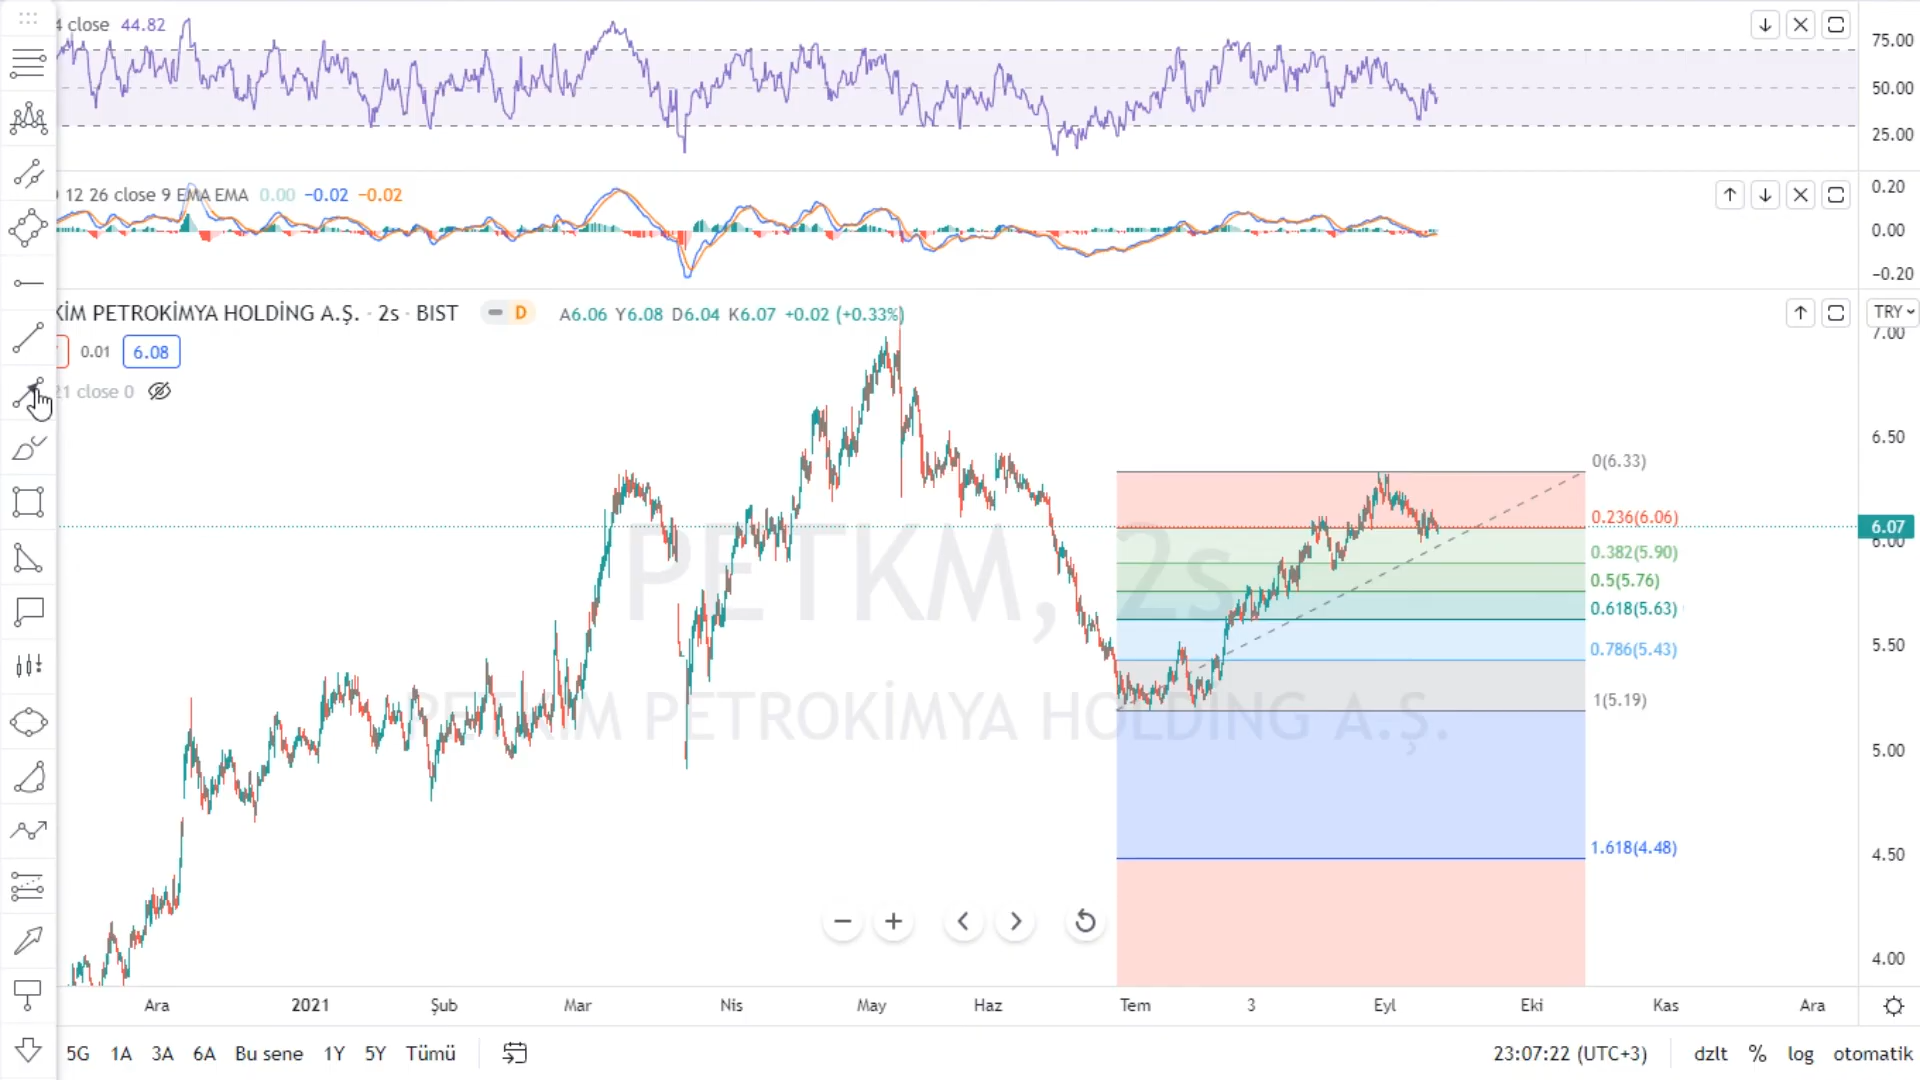 4 close 44.82
75.00
50.00
25.00
12 26 close 9 EMA EMA 0.00 −0.02 −0.02
0.20
0.00
−0.20
KİM PETROKİMYA HOLDİNG A.Ş. · 2s · BIST D A6.06 Y6.08 D6.04 K6.07 +0.02 (+0.33%)
TRY
7.00
0.01 6.08
21 close 0
6.50
0(6.33)
0.236(6.06)
6.07
6.00
0.382(5.90)
0.5(5.76)
0.618(5.63)
5.50
0.786(5.43)
1(5.19)
PETKM, 2s
PETKİM PETROKİMYA HOLDİNG A.Ş.
5.00
1.618(4.48)
4.50
4.00
Ara 2021 Şub Mar Nis May Haz Tem 3 Eyl Eki Kas Ara
5G 1A 3A 6A Bu sene 1Y 5Y Tümü 23:07:22 (UTC+3) dzlt % log otomatik